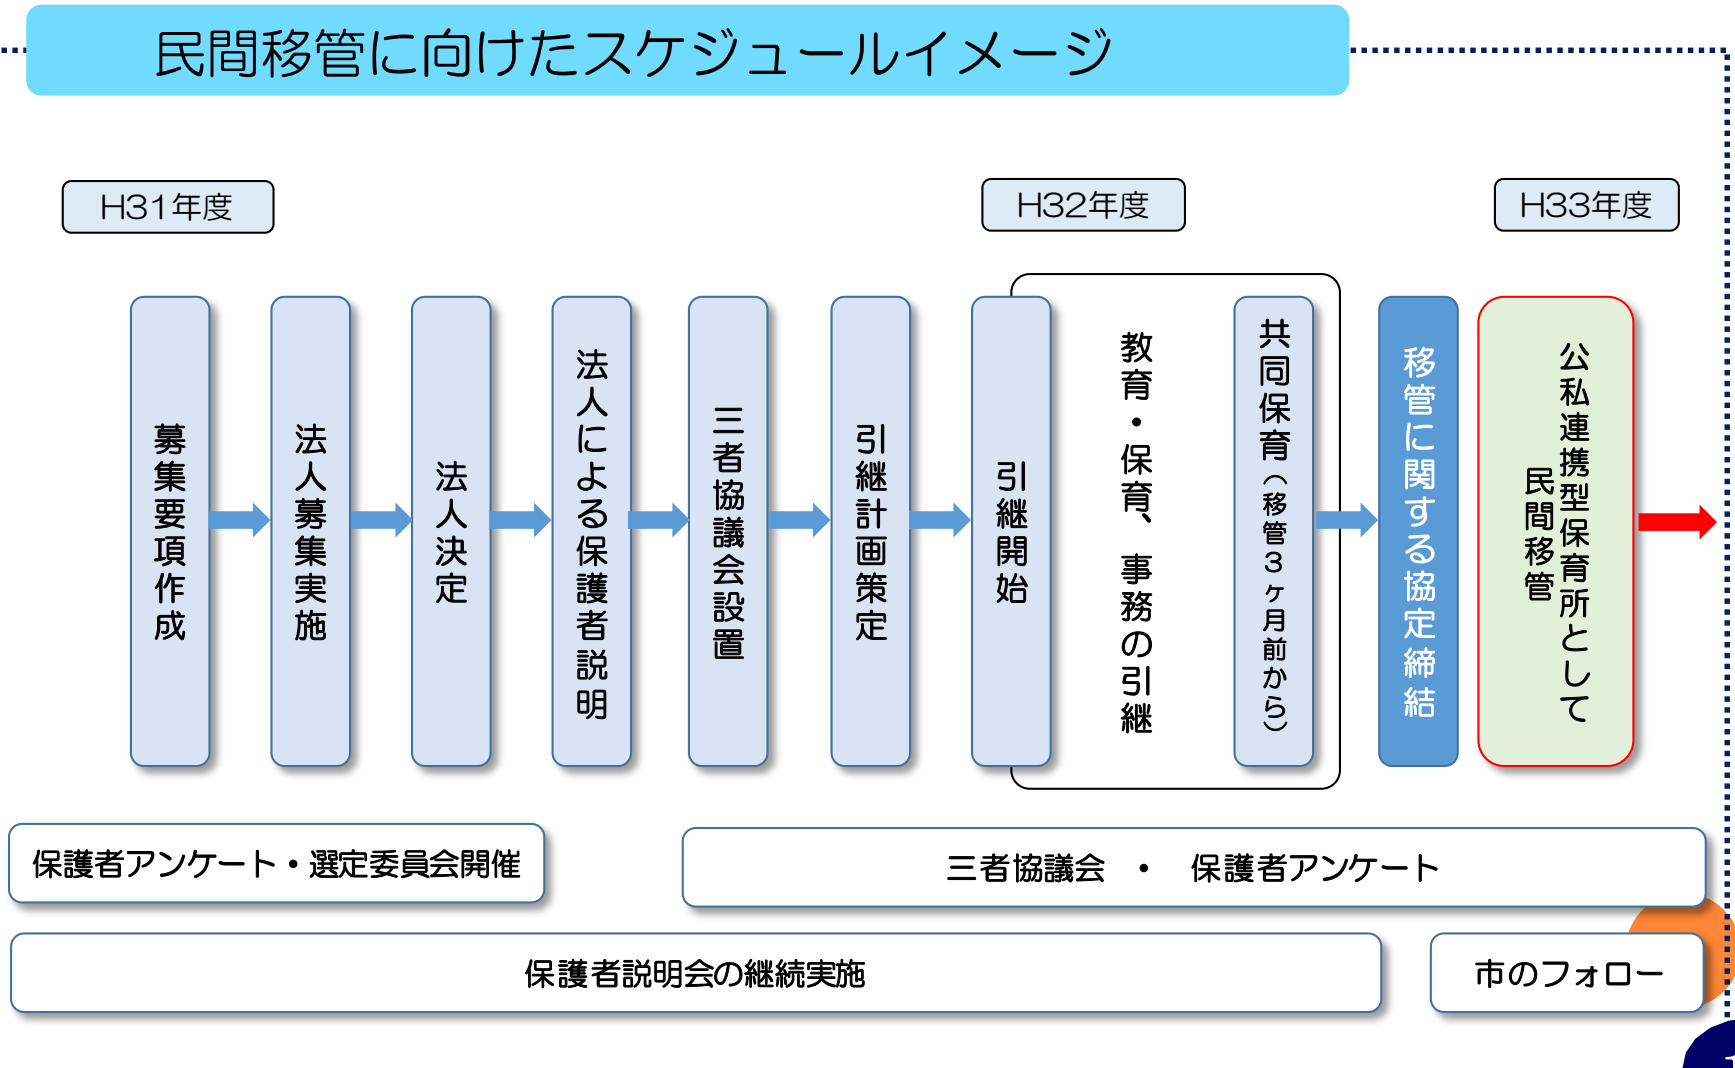 民間移管に向けたスケジュールイメージ
H31年度
H32年度
H33年度
募集要項作成
法人募集実施
法人決定
法人による保護者説明
三者協議会設置
引継計画策定
引継開始
教育・保育、事務の引継
共同保育（移管３ヶ月前から）
移管に関する協定締結
公私連携型保育所として
民間移管
保護者アンケート・選定委員会開催
三者協議会　・　保護者アンケート
保護者説明会の継続実施
市のフォロー